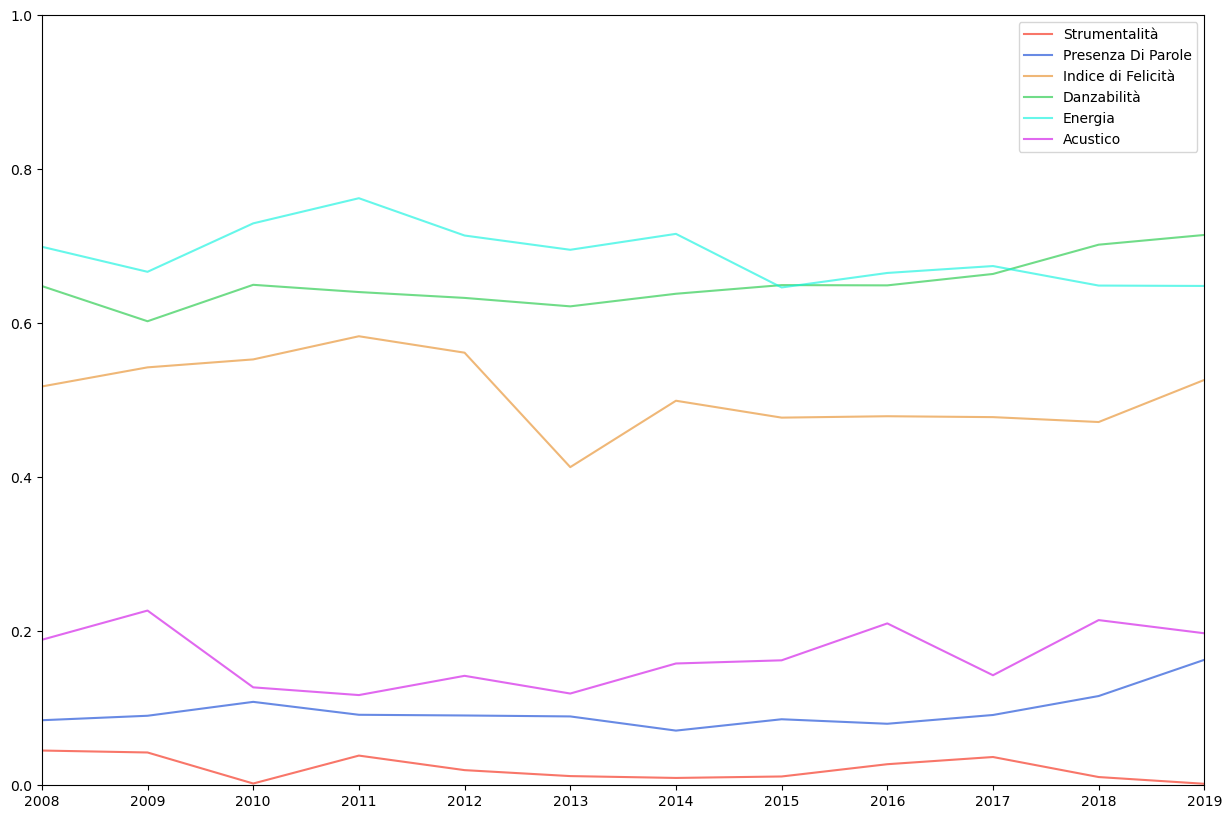 1.0
0.8
0.6
0.4
0.2
0.0
Strumentalità
Presenza Di Parole
Indice di Felicità
Danzabilità
Energia
Acustico
2008 2009 2010 2011 2012 2013 2014 2015 2016 2017 2018 2019